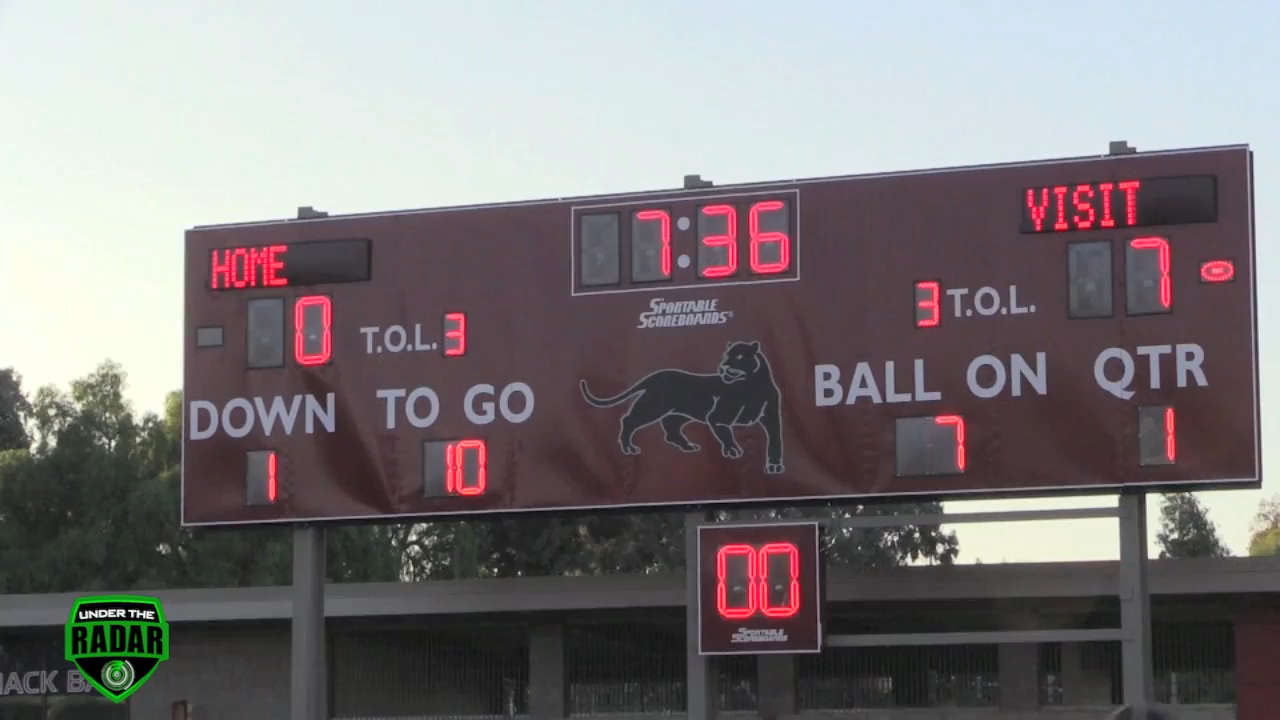 HOME
7:36
VISIT
SPORTABLE
SCOREBOARDS®
0
T.O.L. 3
3 T.O.L.
7
DOWN
TO GO
BALL ON
QTR
1
10
7
1
00
SPORTABLE
SCOREBOARDS
UNDER THE
RADAR